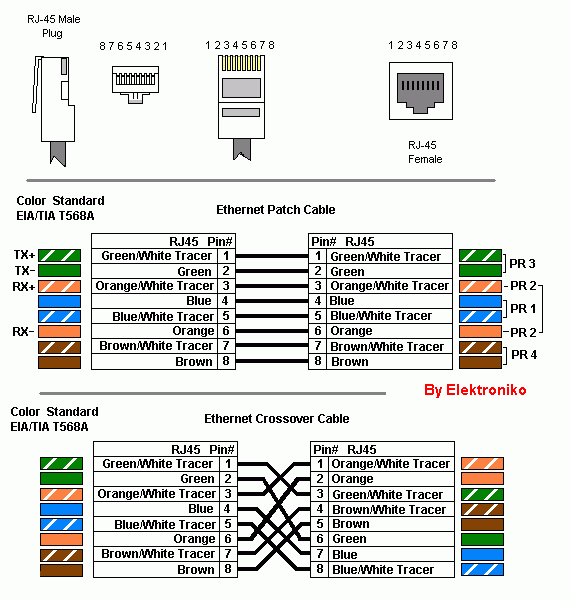 RJ-45 Male
Plug
8 7 6 5 4 3 2 1
1 2 3 4 5 6 7 8
1 2 3 4 5 6 7 8
RJ-45
Female
Color Standard
EIA/TIA T568A
Ethernet Patch Cable
RJ45 Pin# Pin# RJ45
TX+ Green/White Tracer 1 1 Green/White Tracer
TX− Green 2 2 Green PR 3
RX+ Orange/White Tracer 3 3 Orange/White Tracer PR 2
Blue 4 4 Blue PR 1
Blue/White Tracer 5 5 Blue/White Tracer
RX− Orange 6 6 Orange PR 2
Brown/White Tracer 7 7 Brown/White Tracer PR 4
Brown 8 8 Brown
By Elektroniko
Color Standard
EIA/TIA T568A
Ethernet Crossover Cable
RJ45 Pin# Pin# RJ45
Green/White Tracer 1 1 Orange/White Tracer
Green 2 2 Orange
Orange/White Tracer 3 3 Green/White Tracer
Blue 4 4 Brown/White Tracer
Blue/White Tracer 5 5 Brown
Orange 6 6 Green
Brown/White Tracer 7 7 Blue
Brown 8 8 Blue/White Tracer